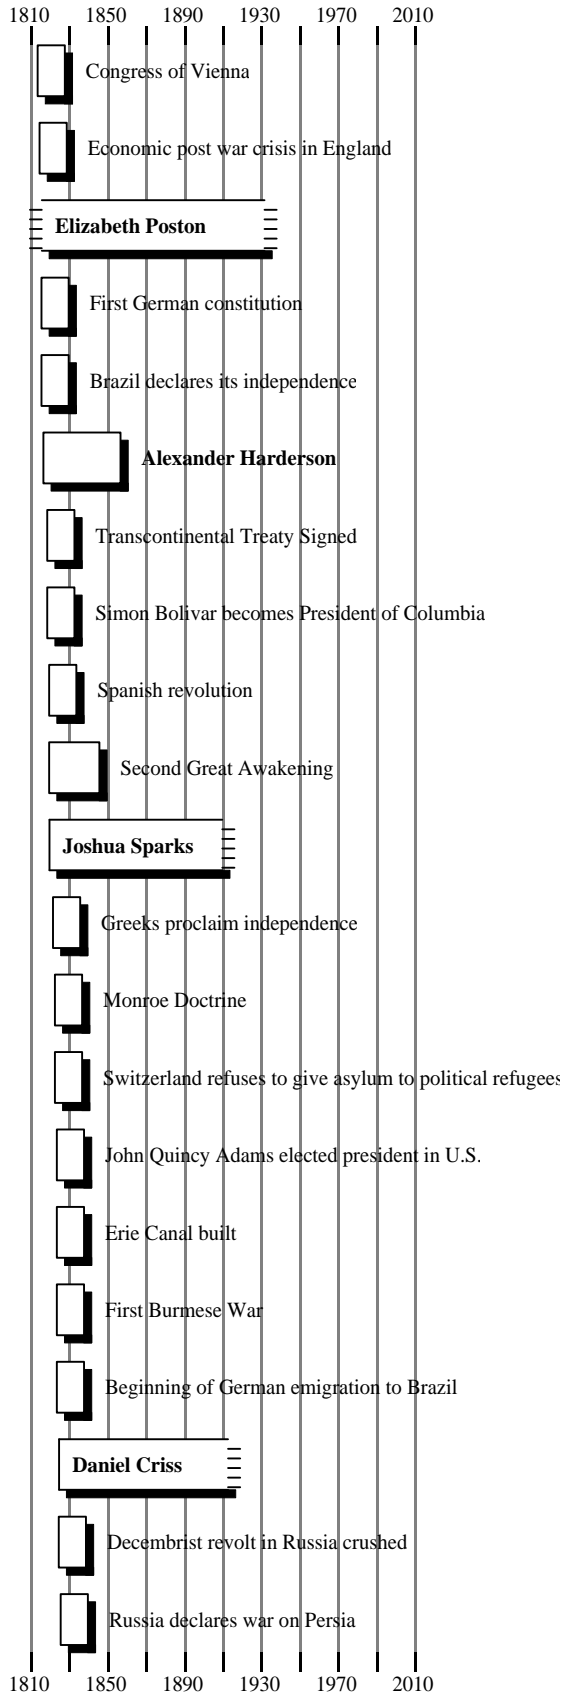 1810 1850 1890 1930 1970 2010
Congress of Vienna
Economic post war crisis in England
Elizabeth Poston
First German constitution
Brazil declares its independence
Alexander Harderson
Transcontinental Treaty Signed
Simon Bolivar becomes President of Columbia
Spanish revolution
Second Great Awakening
Joshua Sparks
Greeks proclaim independence
Monroe Doctrine
Switzerland refuses to give asylum to political refugees
John Quincy Adams elected president in U.S.
Erie Canal built
First Burmese War
Beginning of German emigration to Brazil
Daniel Criss
Decembrist revolt in Russia crushed
Russia declares war on Persia
1810 1850 1890 1930 1970 2010